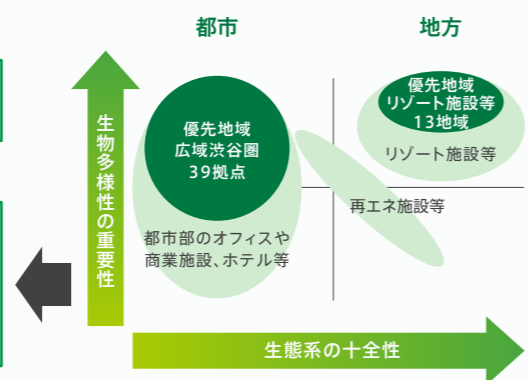 都市
地方
生物多様性の重要性
優先地域
広域渋谷圏
39拠点
都市部のオフィスや
商業施設、ホテル等
優先地域
リゾート施設等
13地域
リゾート施設等
再エネ施設等
生態系の十全性